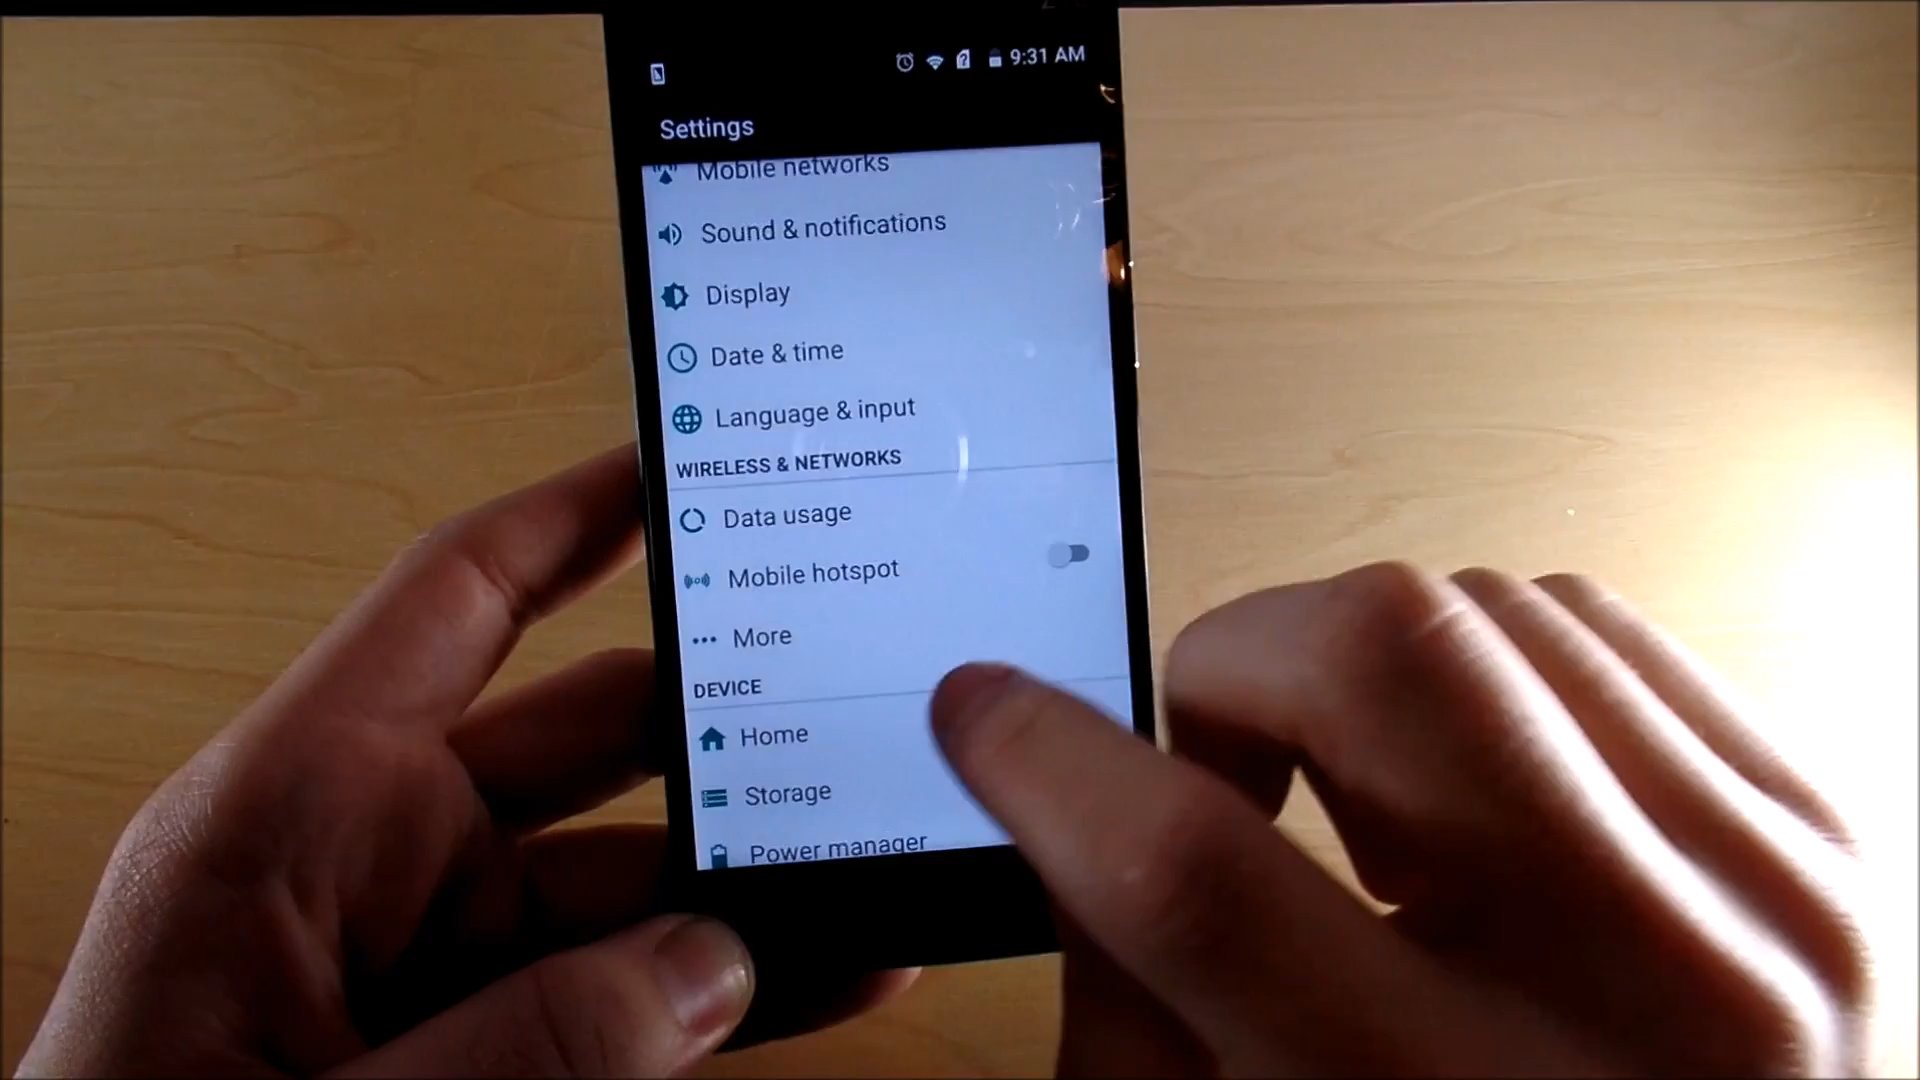 9:31 AM
Settings
Mobile networks
Sound & notifications
Display
Date & time
Language & input
WIRELESS & NETWORKS
Data usage
Mobile hotspot
More
DEVICE
Home
Storage
Power manager